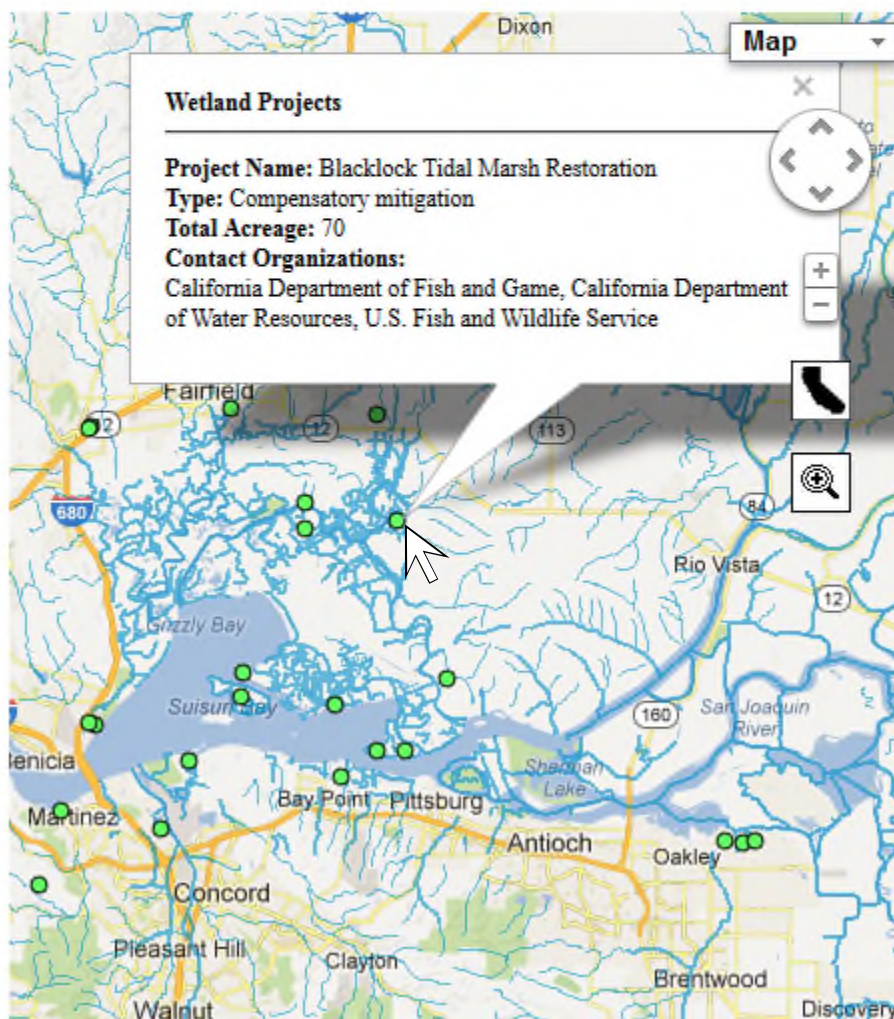 Dixon
Map
Wetland Projects
Project Name: Blacklock Tidal Marsh Restoration
Type: Compensatory mitigation
Total Acreage: 70
Contact Organizations:
California Department of Fish and Game, California Department
of Water Resources, U.S. Fish and Wildlife Service
Fairfield
12
12
113
680
84
Rio Vista
12
Grizzly Bay
Suisun Bay
160
San Joaquin
River
Benicia
Sherman
Lake
Bay Point
Pittsburg
Martinez
Antioch
Oakley
Concord
Pleasant Hill
Clayton
Brentwood
Walnut
Discovery